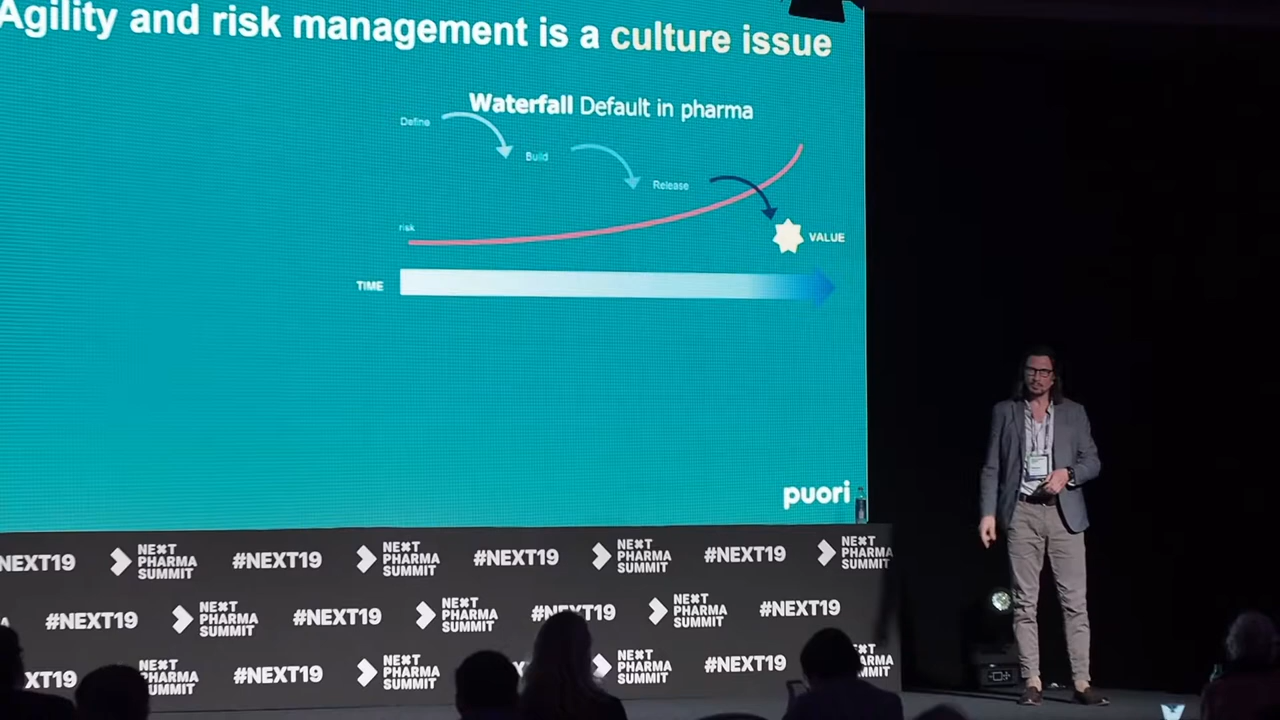 Agility and risk management is a culture issue
Waterfall Default in pharma
Define
Build
Release
risk
VALUE
TIME
puori
NEXT19
NEXT PHARMA SUMMIT
#NEXT19
NEXT PHARMA SUMMIT
#NEXT19
NEXT PHARMA SUMMIT
#NEXT19
NEXT PHARMA SUMMIT
#NEXT19
NEXT PHARMA SUMMIT
#NEXT19
NEXT PHARMA SUMMIT
#NEXT19
NEXT PHARMA SUMMIT
#NEXT19
XT19
NEXT PHARMA SUMMIT
#NEXT19
NEXT PHARMA SUMMIT
NEXT PHARMA SUMMIT
#NEXT19